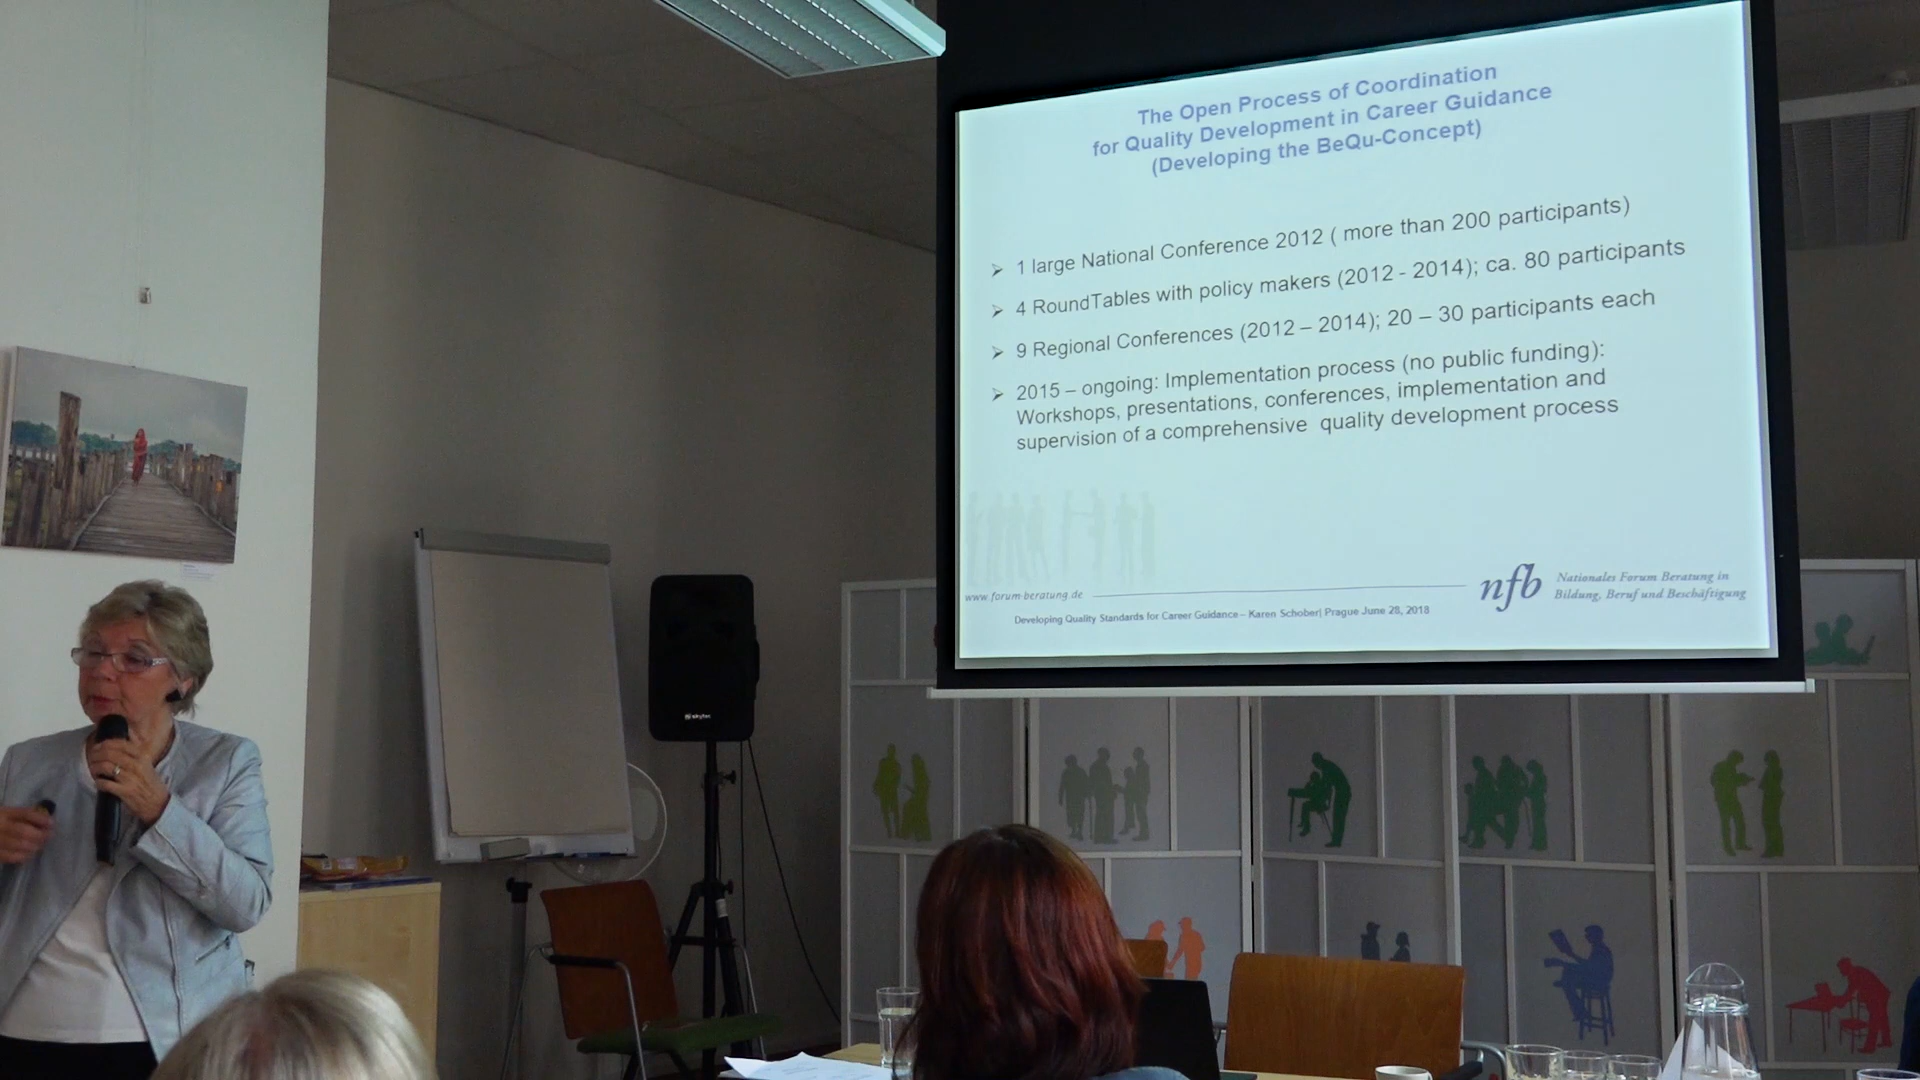 The Open Process of Coordination
for Quality Development in Career Guidance
(Developing the BeQu-Concept)
➢ 1 large National Conference 2012 ( more than 200 participants)
➢ 4 RoundTables with policy makers (2012 - 2014); ca. 80 participants
➢ 9 Regional Conferences (2012 – 2014); 20 – 30 participants each
➢ 2015 – ongoing: Implementation process (no public funding):
Workshops, presentations, conferences, implementation and
supervision of a comprehensive quality development process
www.forum-beratung.de
nfb
Nationales Forum Beratung in
Bildung, Beruf und Beschäftigung
Developing Quality Standards for Career Guidance – Karen Schober| Prague June 28, 2018
skytec